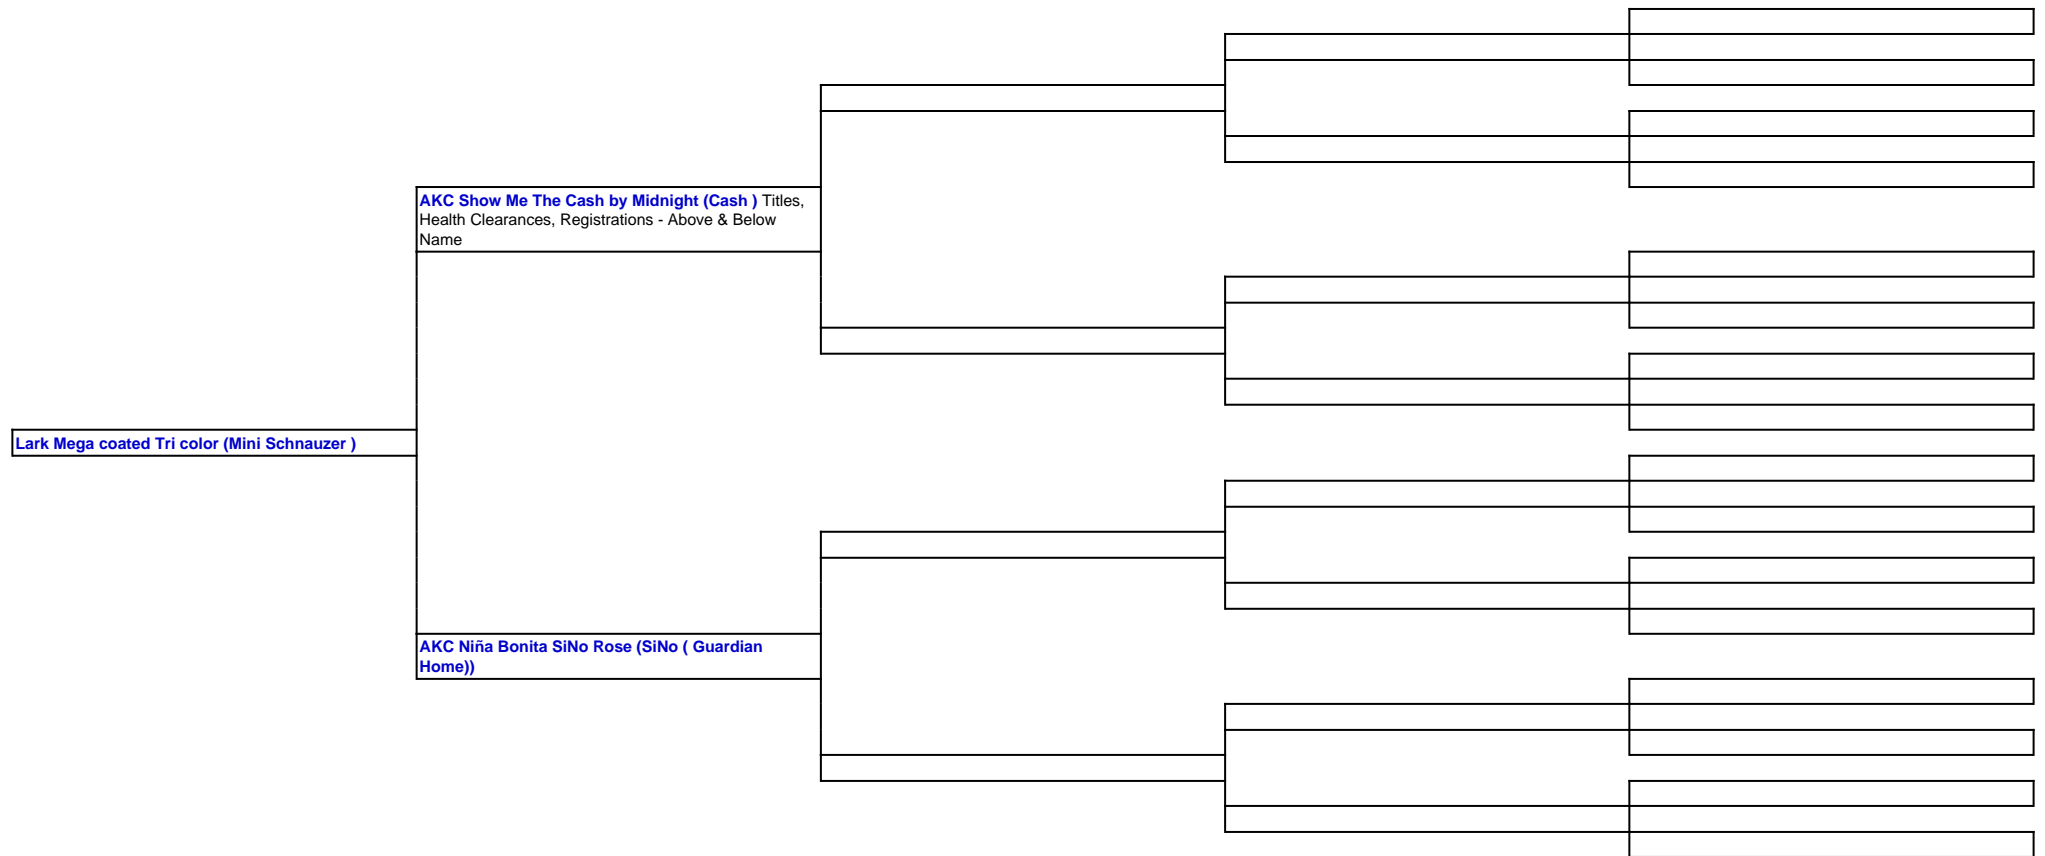 AKC Show Me The Cash by Midnight (Cash ) Titles,
Health Clearances, Registrations - Above & Below
Name
Lark Mega coated Tri color (Mini Schnauzer )
AKC Niña Bonita SiNo Rose (SiNo ( Guardian
Home))